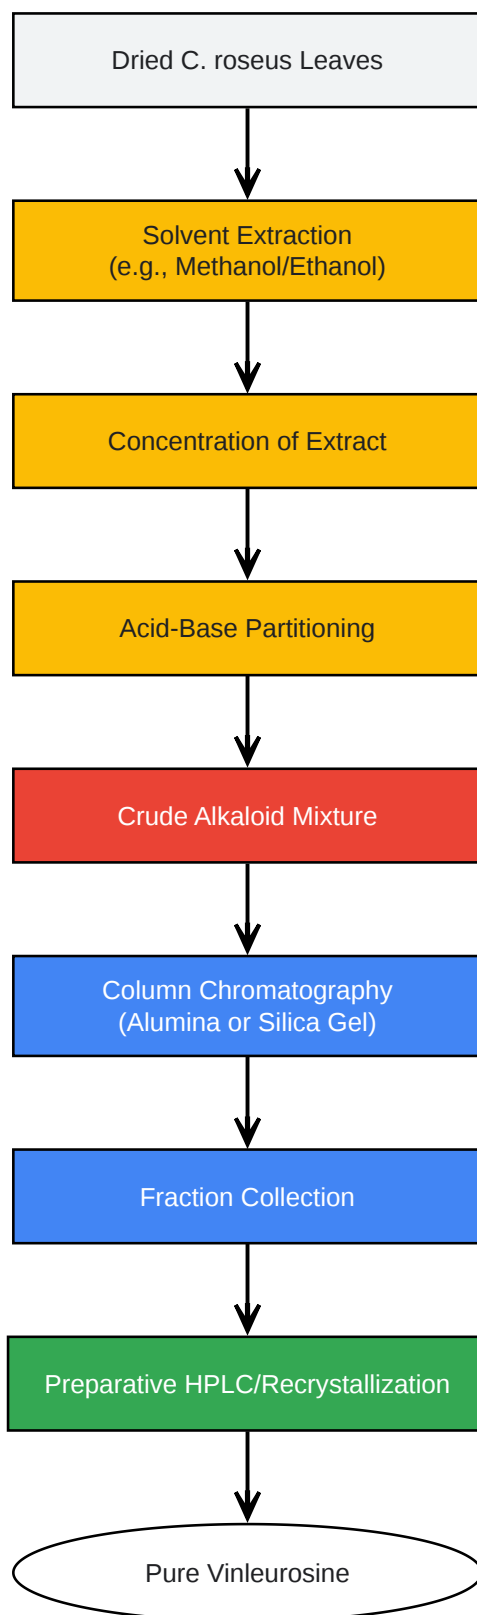 Dried C. roseus Leaves
Solvent Extraction
(e.g., Methanol/Ethanol)
Concentration of Extract
Acid-Base Partitioning
Crude Alkaloid Mixture
Column Chromatography
(Alumina or Silica Gel)
Fraction Collection
Preparative HPLC/Recrystallization
Pure Vinleurosine